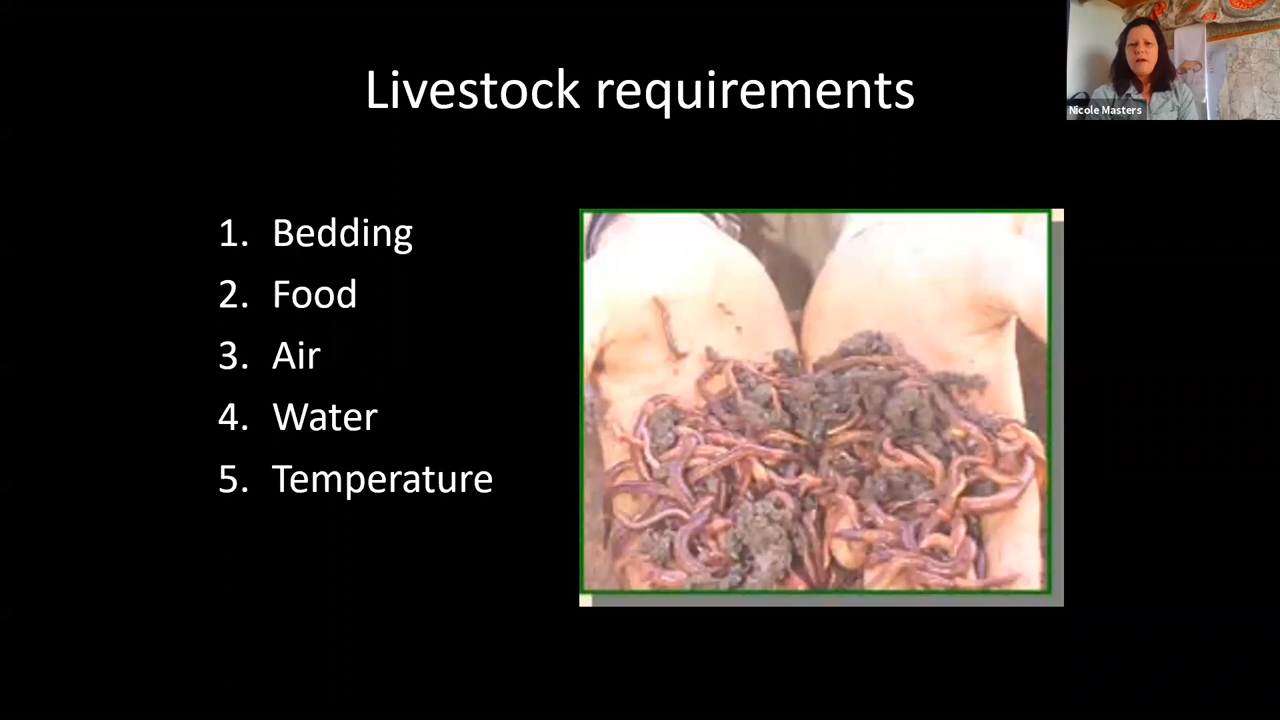 Livestock requirements
Nicole Masters
1. Bedding
2. Food
3. Air
4. Water
5. Temperature